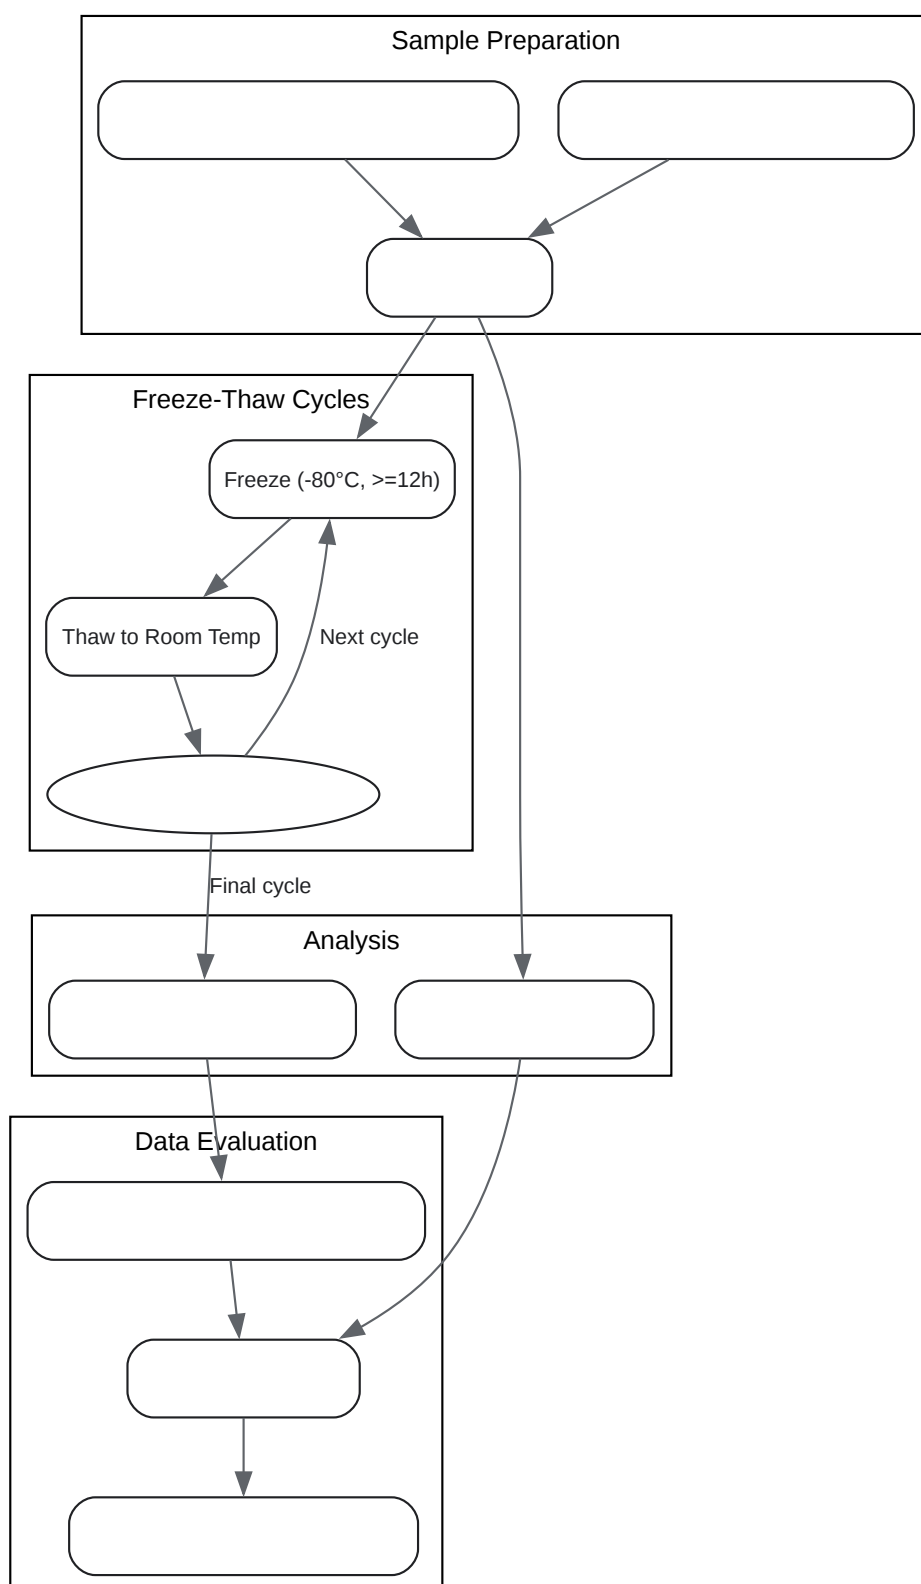 Sample Preparation
Freeze-Thaw Cycles
Freeze (-80°C, >=12h)
Thaw to Room Temp
Next cycle
Final cycle
Analysis
Data Evaluation